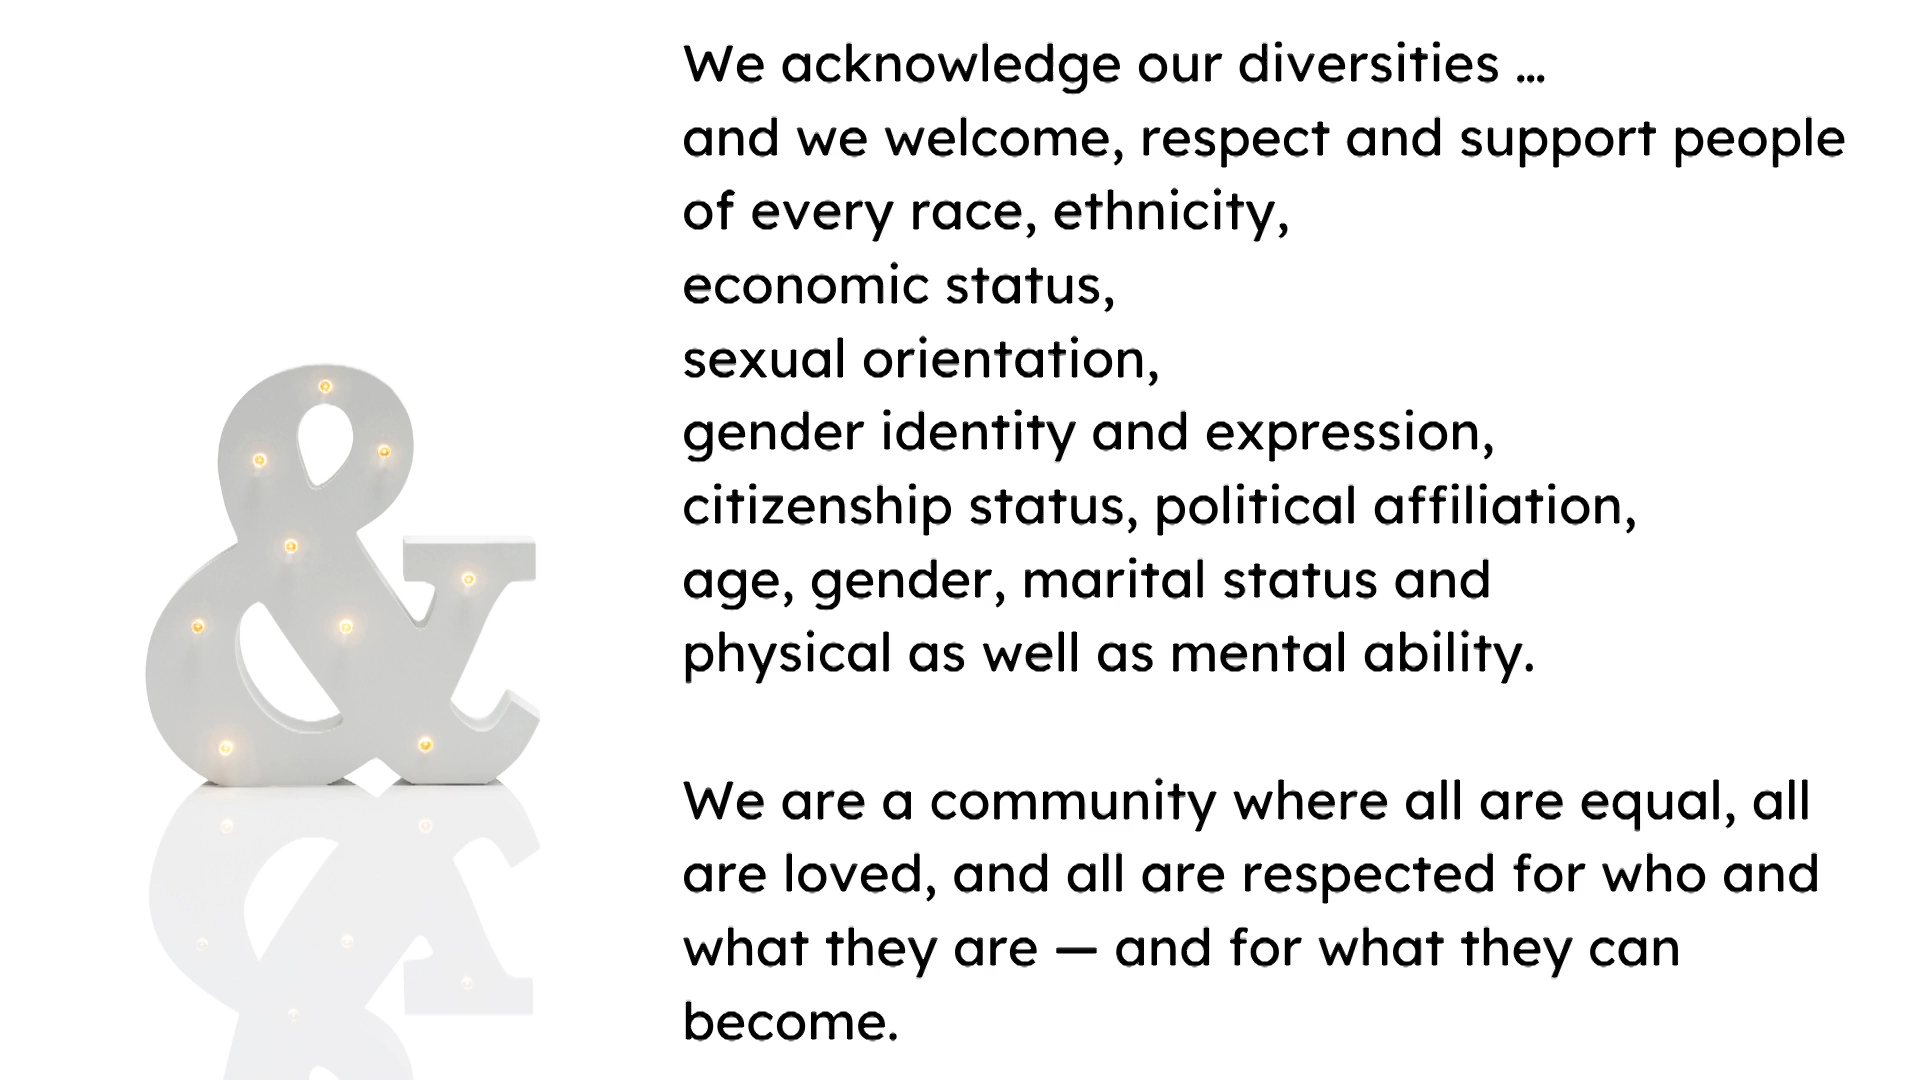 We acknowledge our diversities ...
and we welcome, respect and support people
of every race, ethnicity,
economic status,
sexual orientation,
gender identity and expression,
citizenship status, political affiliation,
age, gender, marital status and
physical as well as mental ability.
We are a community where all are equal, all
are loved, and all are respected for who and
what they are — and for what they can
become.
&